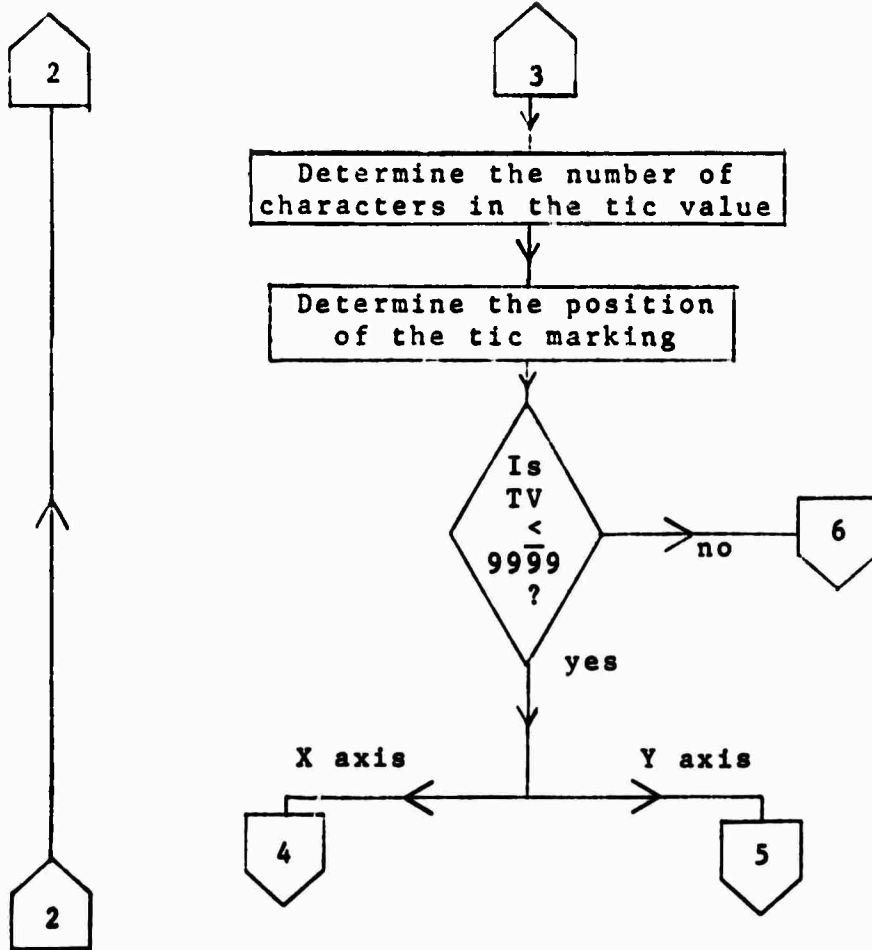 2
3
Determine the number of
characters in the tic value
Determine the position
of the tic marking
Is
TV
≤
9999
?
no
6
yes
X axis
Y axis
4
5
2